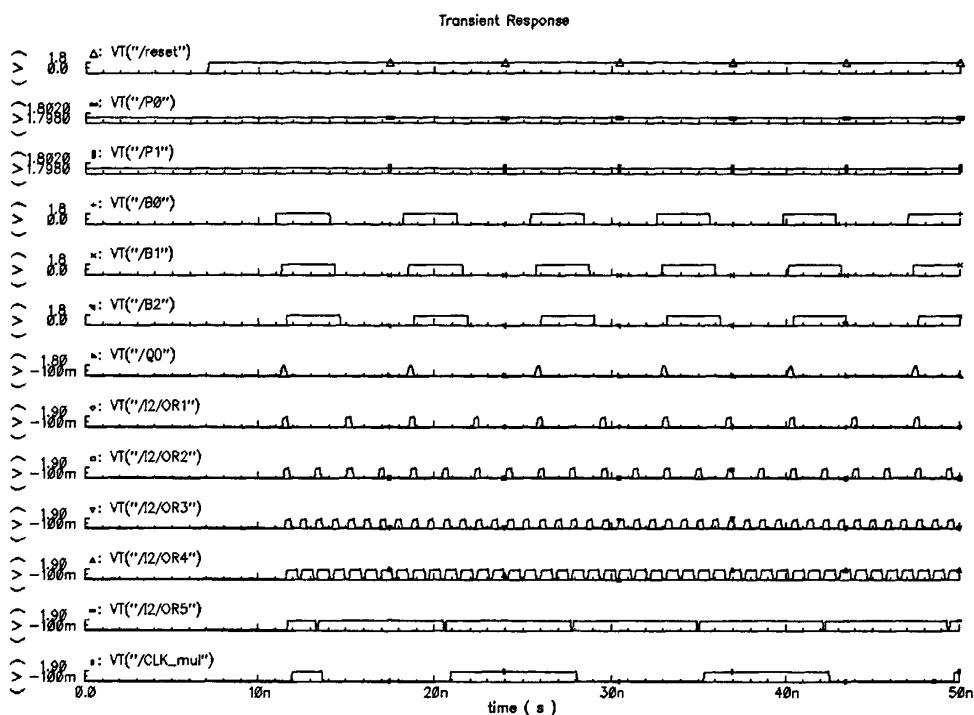 Transient Response
△: VT("/reset")
1.8
0.0
( V )
=: VT("/P0")
1.8020
1.7980
( V )
▮: VT("/P1")
1.8020
1.7980
( V )
+: VT("/B0")
1.8
0.0
( V )
×: VT("/B1")
1.8
0.0
( V )
: VT("/B2")
1.8
0.0
( V )
: VT("/Q0")
1.80
-100m
( V )
: VT("/I2/OR1")
1.90
-100m
( V )
□: VT("/I2/OR2")
1.90
-100m
( V )
▿: VT("/I2/OR3")
1.90
-100m
( V )
▴: VT("/I2/OR4")
1.90
-100m
( V )
=: VT("/I2/OR5")
1.90
-100m
( V )
: VT("/CLK_mul")
1.90
-100m
( V )
0.0 10n 20n 30n 40n 50n
time ( s )